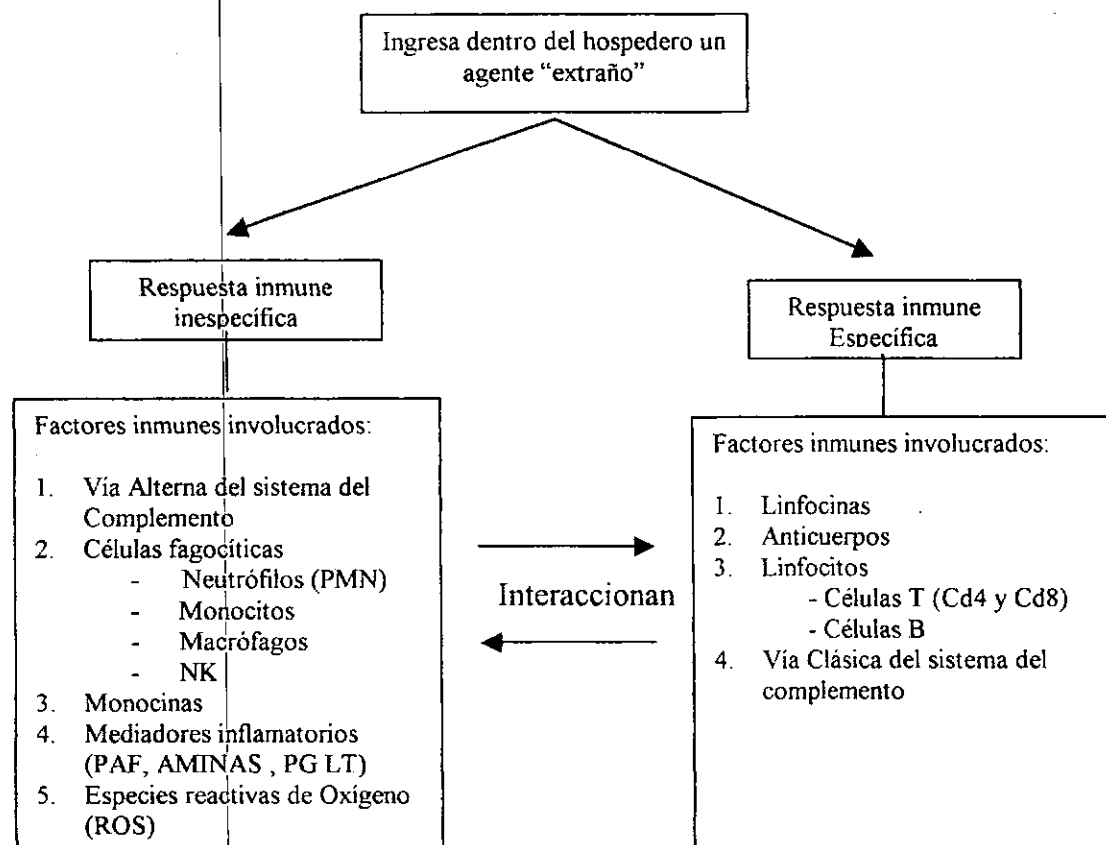 Ingresa dentro del hospedero un
agente “extraño”
Respuesta inmune
inespecífica
Respuesta inmune
Específica
Factores inmunes involucrados:
1. Vía Alterna del sistema del
Complemento
2. Células fagocíticas
- Neutrófilos (PMN)
- Monocitos
- Macrófagos
- NK
3. Monocinas
4. Mediadores inflamatorios
(PAF, AMINAS , PG LT)
5. Especies reactivas de Oxígeno
(ROS)
Interaccionan
Factores inmunes involucrados:
1. Linfocinas
2. Anticuerpos
3. Linfocitos
- Células T (Cd4 y Cd8)
- Células B
4. Vía Clásica del sistema del
complemento